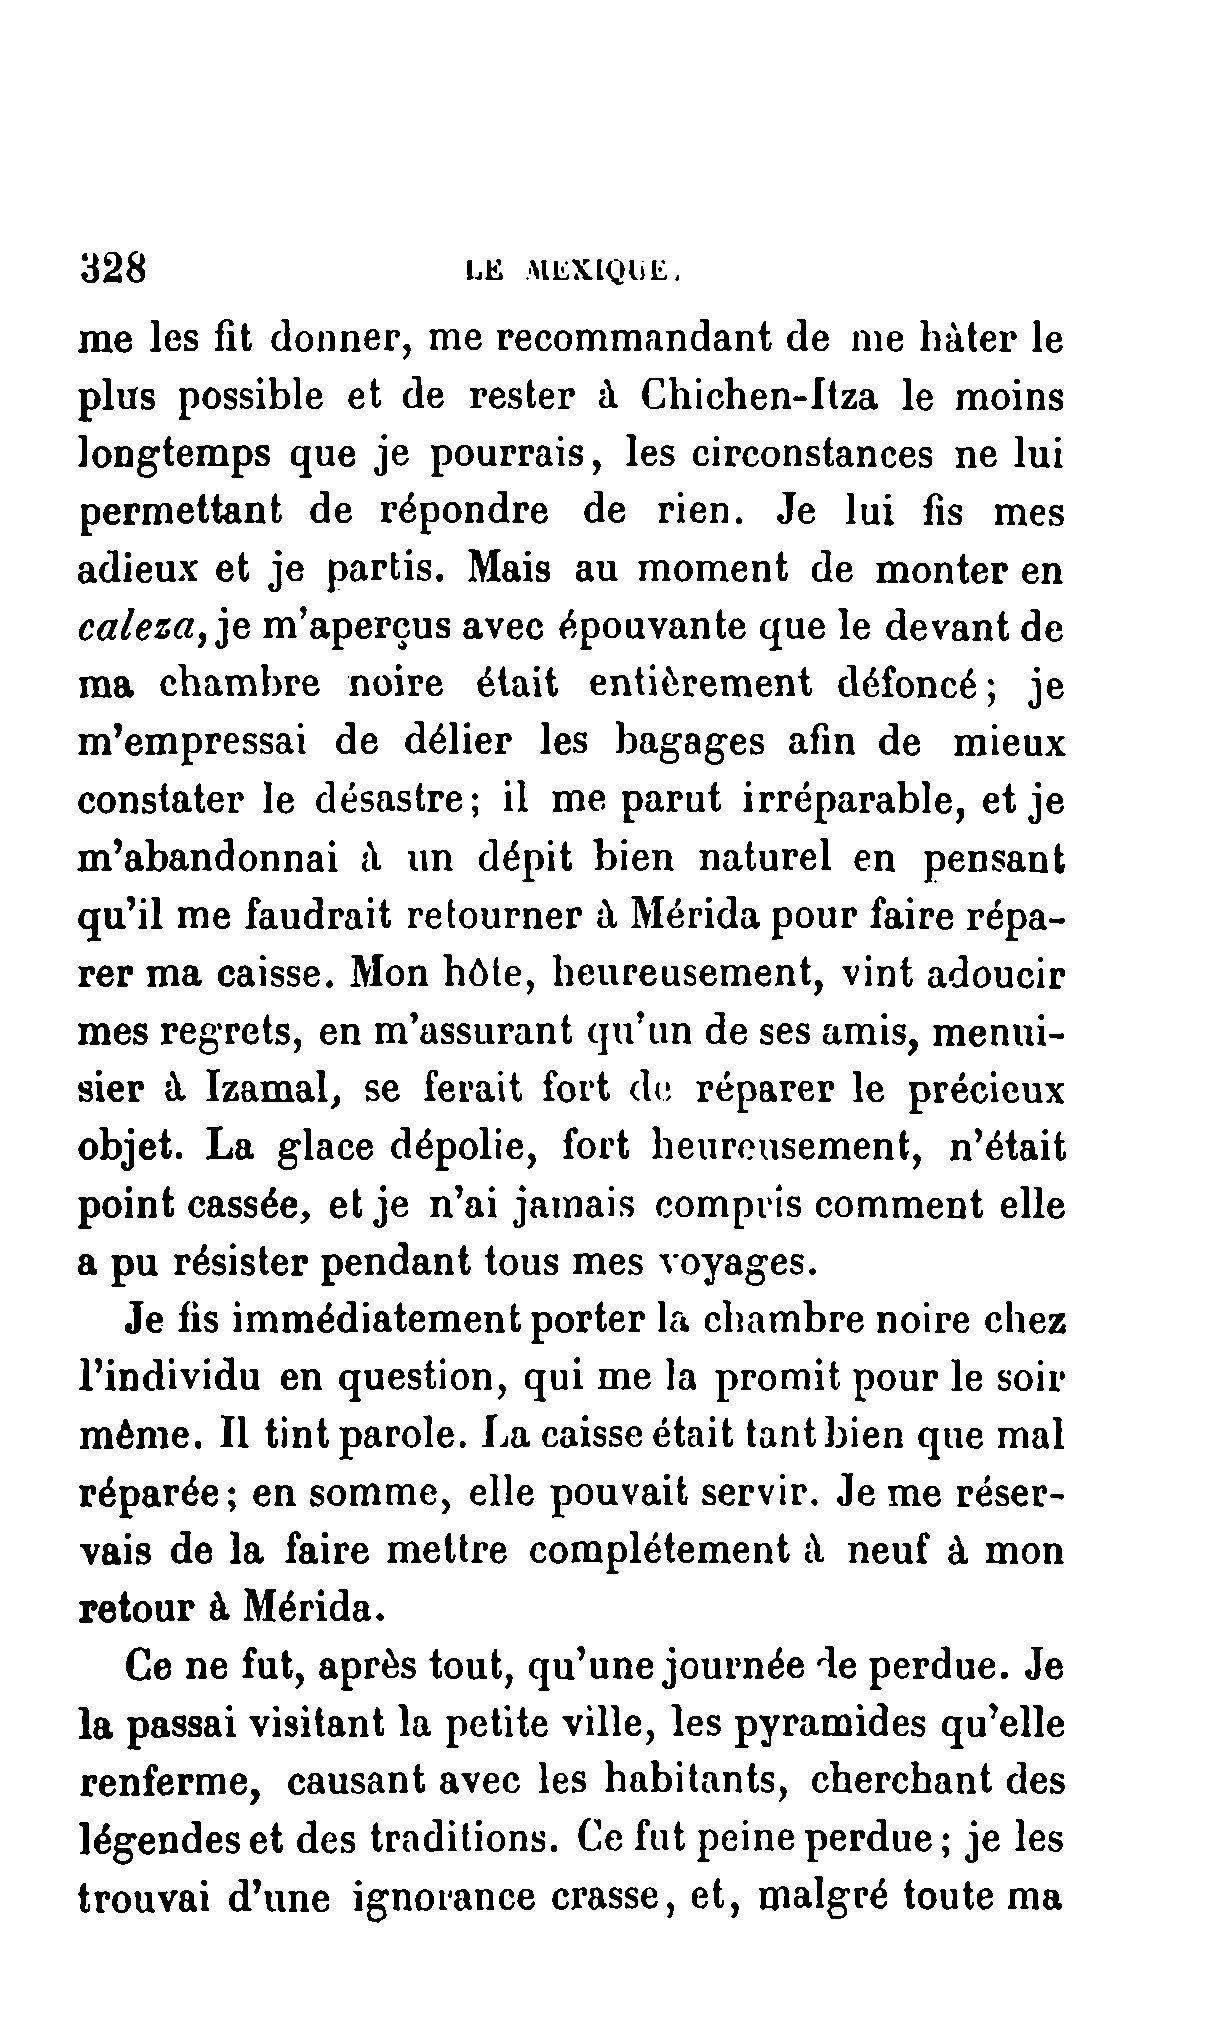 328 LE MEXIQUE.
me les fit donner, me recommandant de me hâter le
plus possible et de rester à Chichen-Itza le moins
longtemps que je pourrais, les circonstances ne lui
permettant de répondre de rien. Je lui fis mes
adieux et je partis. Mais au moment de monter en
caleza, je m'aperçus avec épouvante que le devant de
ma chambre noire était entièrement défoncé; je
m'empressai de délier les bagages afin de mieux
constater le désastre; il me parut irréparable, et je
m'abandonnai à un dépit bien naturel en pensant
qu'il me faudrait retourner à Mérida pour faire répa-
rer ma caisse. Mon hôte, heureusement, vint adoucir
mes regrets, en m'assurant qu'un de ses amis, menui-
sier à Izamal, se ferait fort de réparer le précieux
objet. La glace dépolie, fort heureusement, n'était
point cassée, et je n'ai jamais compris comment elle
a pu résister pendant tous mes voyages.
Je fis immédiatement porter la chambre noire chez
l'individu en question, qui me la promit pour le soir
même. Il tint parole. La caisse était tant bien que mal
réparée; en somme, elle pouvait servir. Je me réser-
vais de la faire mettre complétement à neuf à mon
retour à Mérida.
Ce ne fut, après tout, qu'une journée de perdue. Je
la passai visitant la petite ville, les pyramides qu'elle
renferme, causant avec les habitants, cherchant des
légendes et des traditions. Ce fut peine perdue; je les
trouvai d'une ignorance crasse, et, malgré toute ma